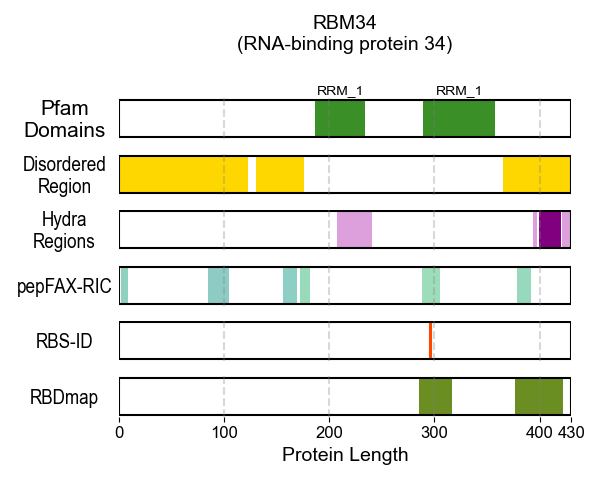 RBM34
(RNA-binding protein 34)
RRM_1 RRM_1
Pfam
Domains
Disordered
Region
Hydra
Regions
pepFAX-RIC
RBS-ID
RBDmap
0 100 200 300 400 430
Protein Length